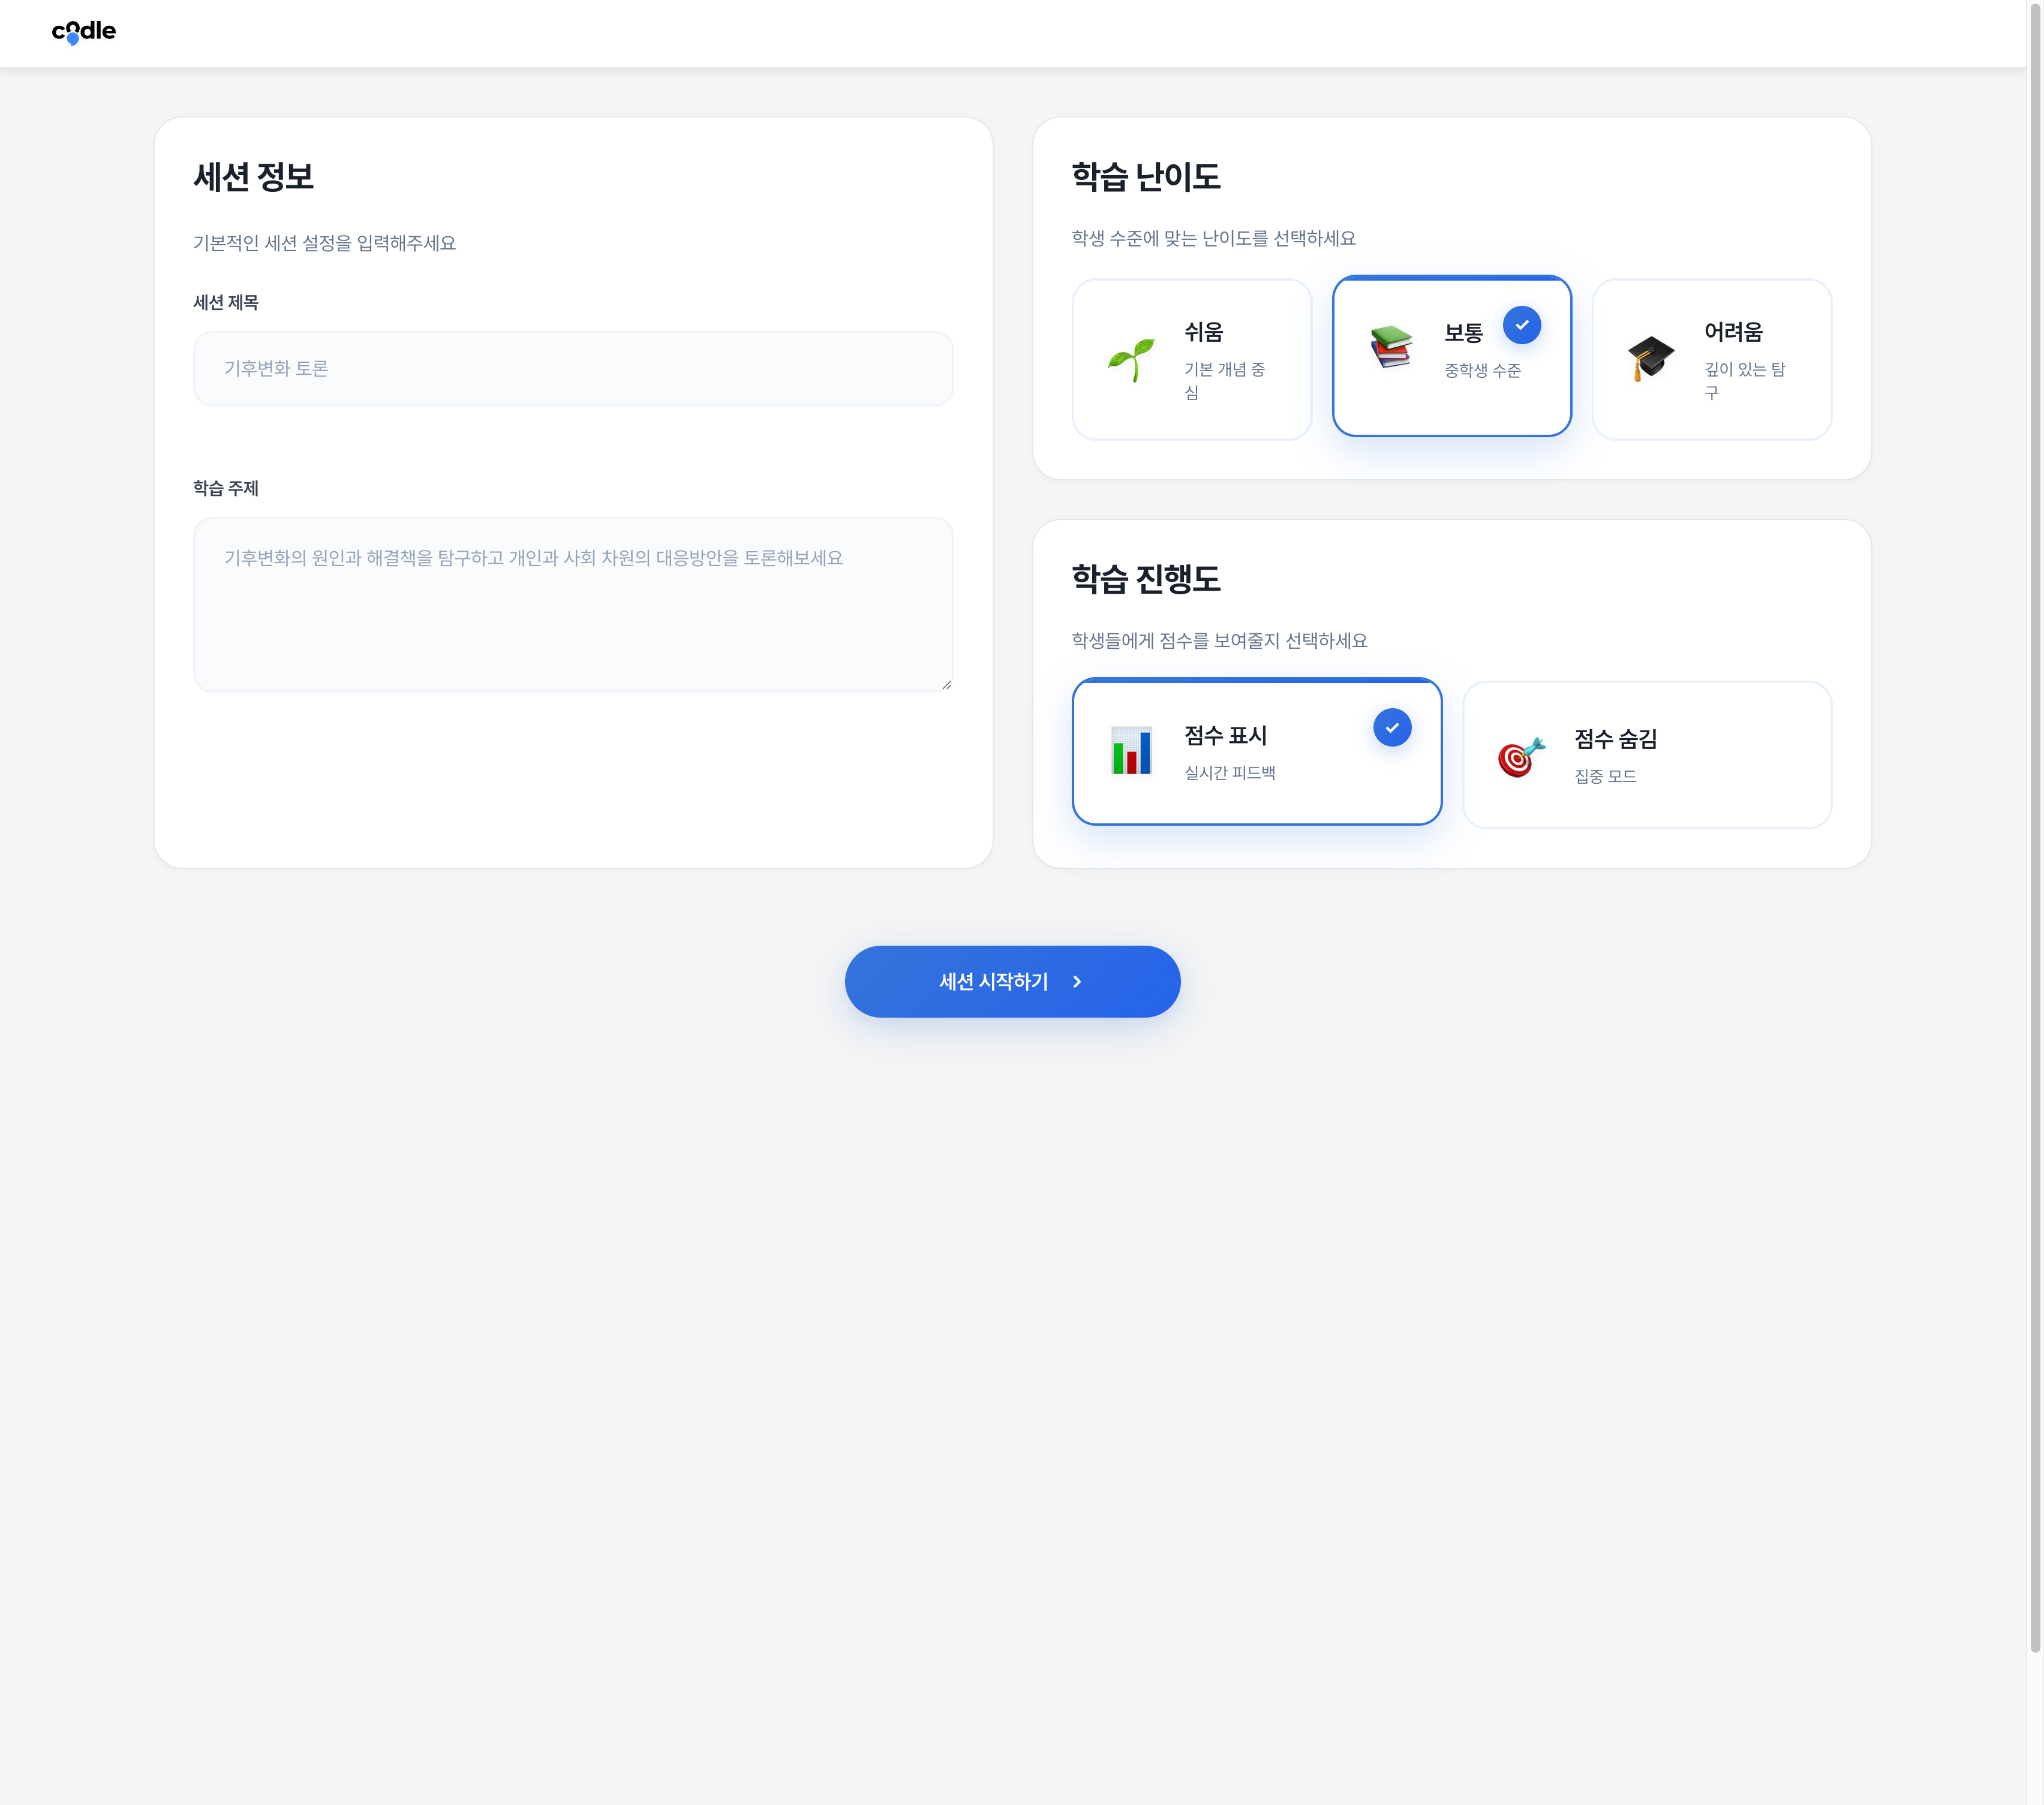 codle
세션 정보
기본적인 세션 설정을 입력해주세요
세션 제목
기후변화 토론
학습 주제
기후변화의 원인과 해결책을 탐구하고 개인과 사회 차원의 대응방안을 토론해보세요
학습 난이도
학생 수준에 맞는 난이도를 선택하세요
쉬움
기본 개념 중
심
보통
중학생 수준
어려움
깊이 있는 탐
구
학습 진행도
학생들에게 점수를 보여줄지 선택하세요
점수 표시
실시간 피드백
점수 숨김
집중 모드
세션 시작하기